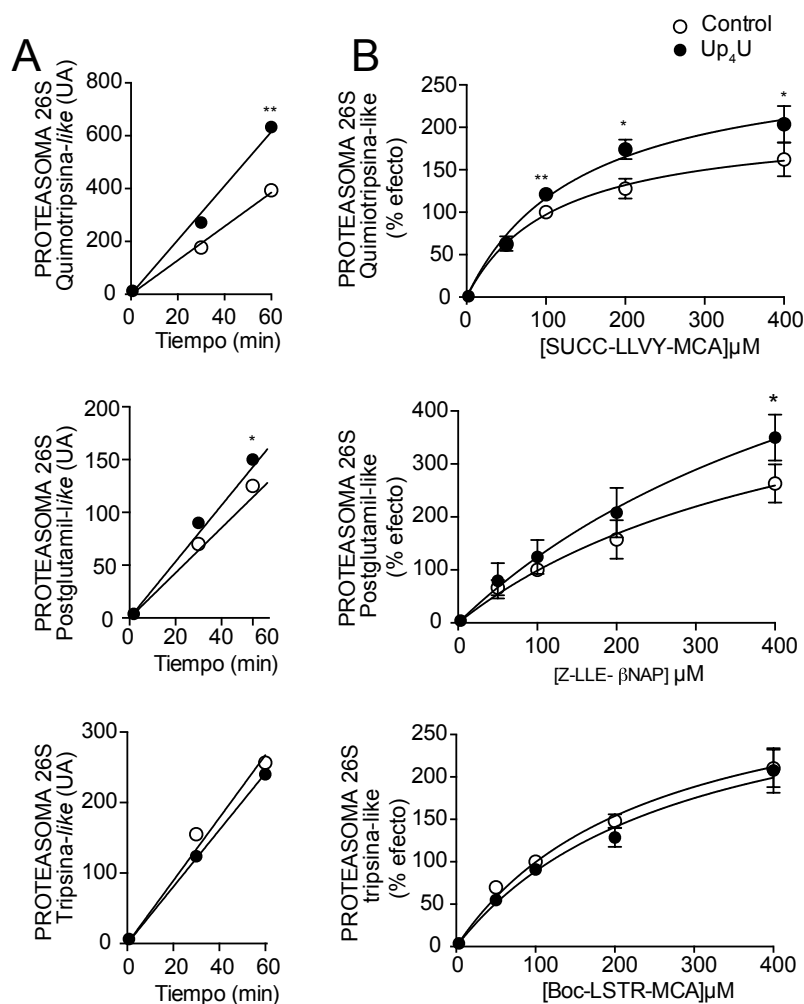 Control
Up4U
A
B
PROTEASOMA 26S
Quimotripsina-like (UA)
800
600
400
200
0
**
0 20 40 60
Tiempo (min)
PROTEASOMA 26S
Quimiotripsina-like
(% efecto)
250
200
150
100
50
0
**
*
*
0 100 200 300 400
[SUCC-LLVY-MCA]µM
PROTEASOMA 26S
Postglutamil-like (UA)
200
150
100
50
0
*
0 20 40 60 60
Tiempo (min)
PROTEASOMA 26S
Postglutamil-like
(% efecto)
400
300
200
100
0
*
0 100 200 300 400
[Z-LLE- βNAP] µM
PROTEASOMA 26S
Tripsina-like (UA)
300
200
100
0
0 20 40 60
Tiempo (min)
PROTEASOMA 26S
tripsina-like
(% efecto)
250
200
150
100
50
0
0 100 200 300 400
[Boc-LSTR-MCA]µM